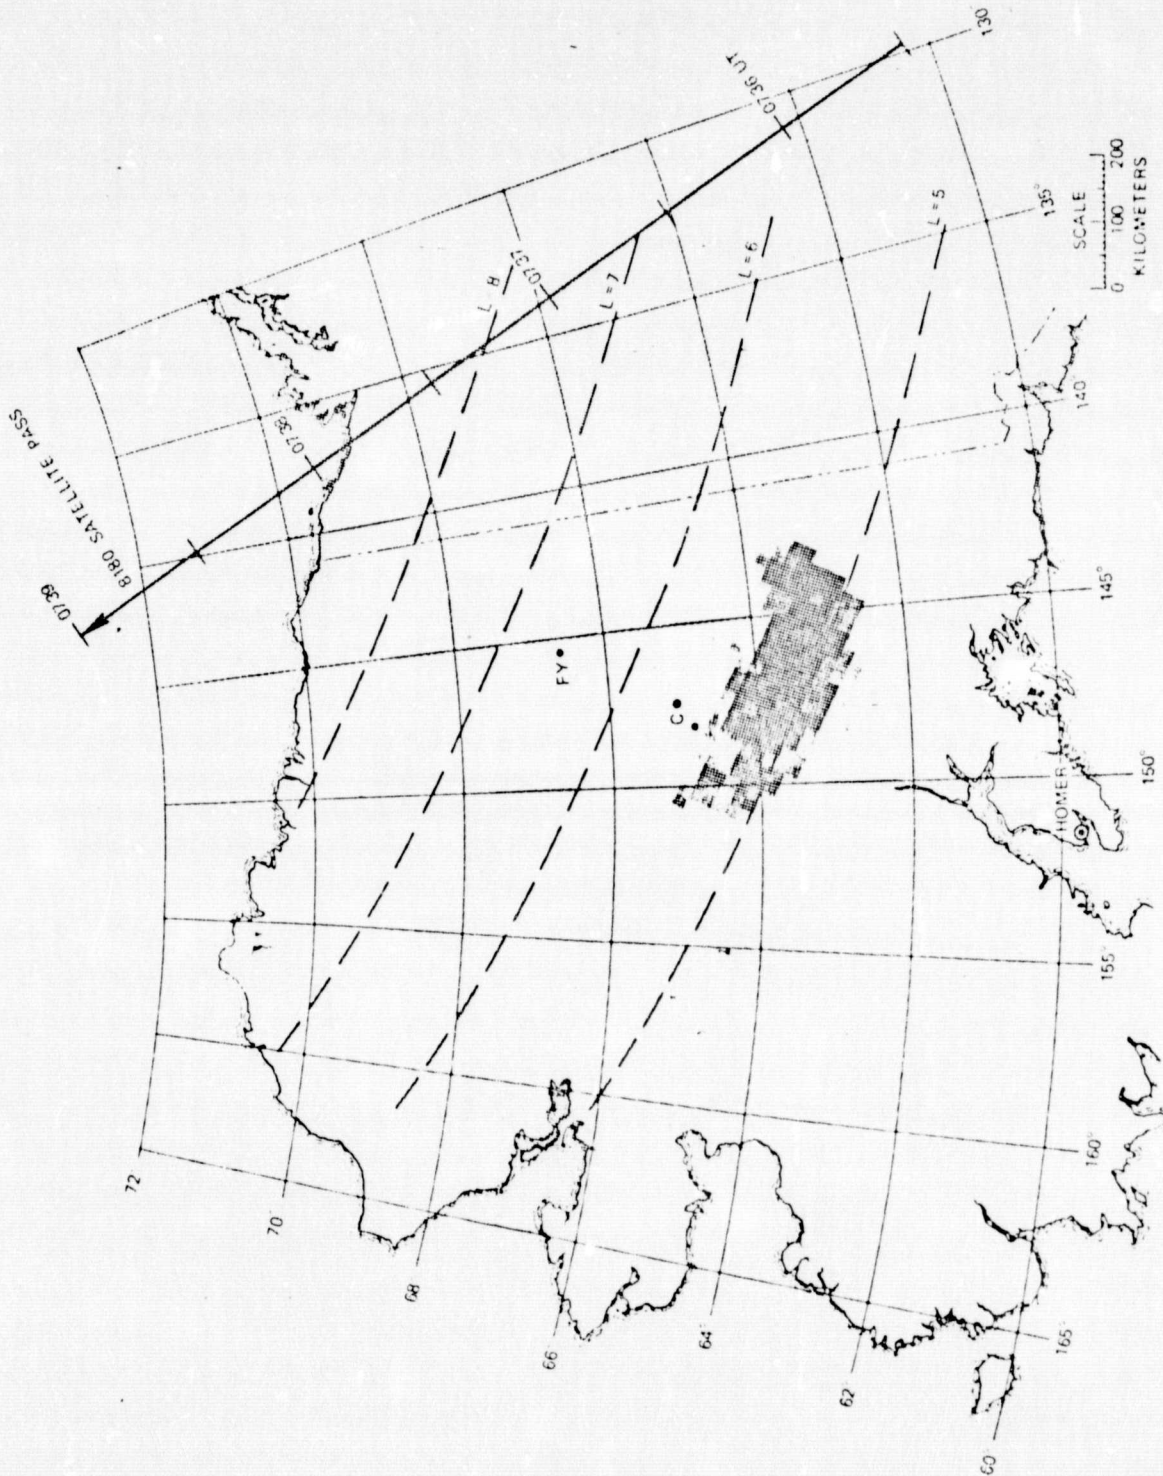 0739
8180 SATELLITE PASS
0738
0737
0736 UT
L = 8
L = 7
L = 6
L = 5
FY
C
HOMER
SCALE
0 100 200
KILOMETERS
130
135°
140°
145°
150°
155°
160°
165°
72
70
68
66
64°
62°
60°